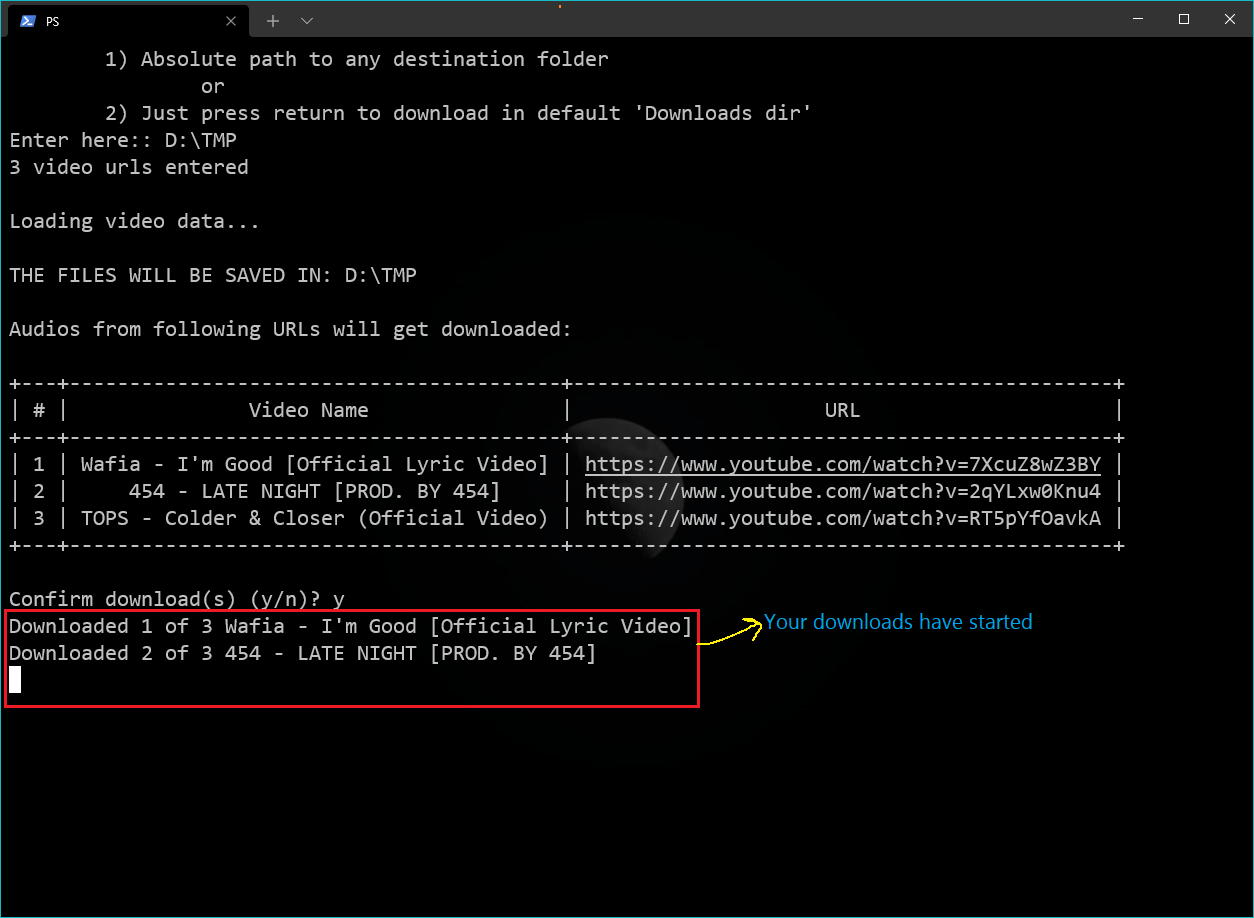 PS
1) Absolute path to any destination folder
or
2) Just press return to download in default 'Downloads dir'
Enter here:: D:\TMP
3 video urls entered
Loading video data...
THE FILES WILL BE SAVED IN: D:\TMP
Audios from following URLs will get downloaded:
+---+-----------------------------------------+---------------------------------------------+
| # | Video Name | URL |
+---+-----------------------------------------+---------------------------------------------+
| 1 | Wafia - I'm Good [Official Lyric Video] | https://www.youtube.com/watch?v=7XcuZ8wZ3BY |
| 2 | 454 - LATE NIGHT [PROD. BY 454] | https://www.youtube.com/watch?v=2qYLxw0Knu4 |
| 3 | TOPS - Colder & Closer (Official Video) | https://www.youtube.com/watch?v=RT5pYfOavkA |
+---+-----------------------------------------+---------------------------------------------+
Confirm download(s) (y/n)? y
Downloaded 1 of 3 Wafia - I'm Good [Official Lyric Video]
Your downloads have started
Downloaded 2 of 3 454 - LATE NIGHT [PROD. BY 454]